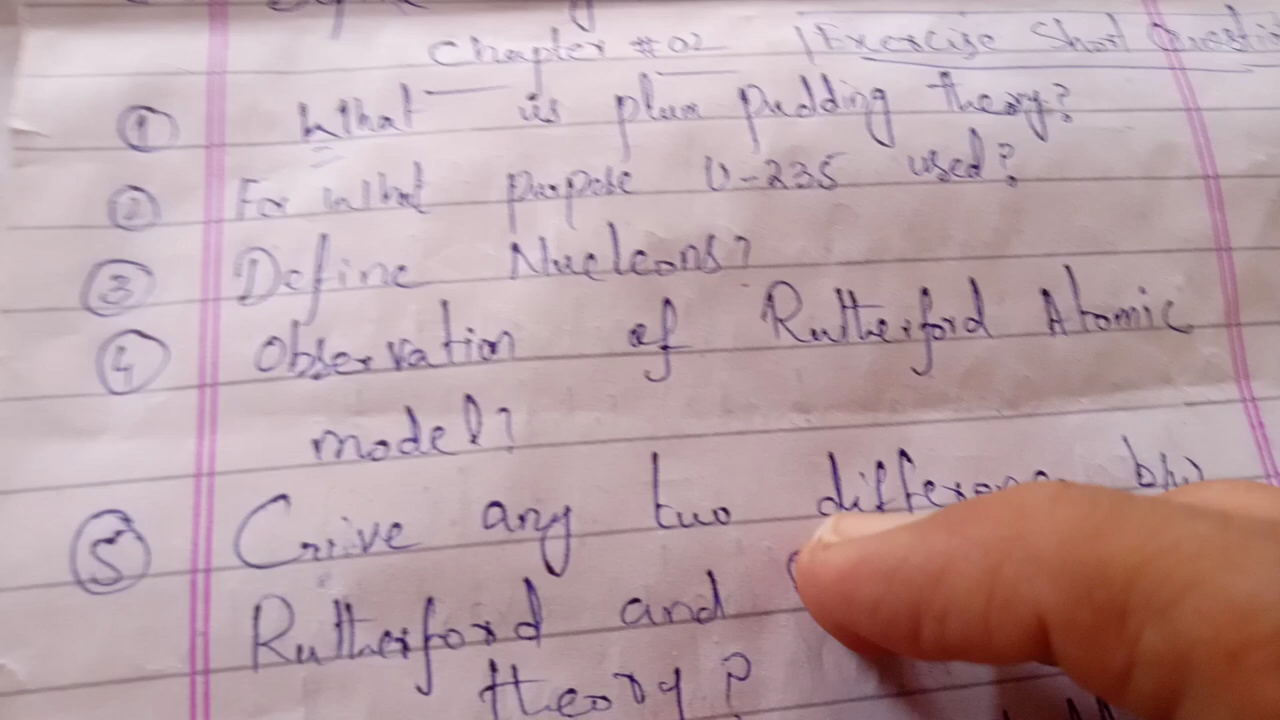 Chapter #02 Exercise Short
① What is plum pudding theory?
② For what purpose U-235 used?
③ Define Nucleons?
④ Observation of Rutherford Atomic
model?
⑤ Give any two b/w
Rutherford and
theory?